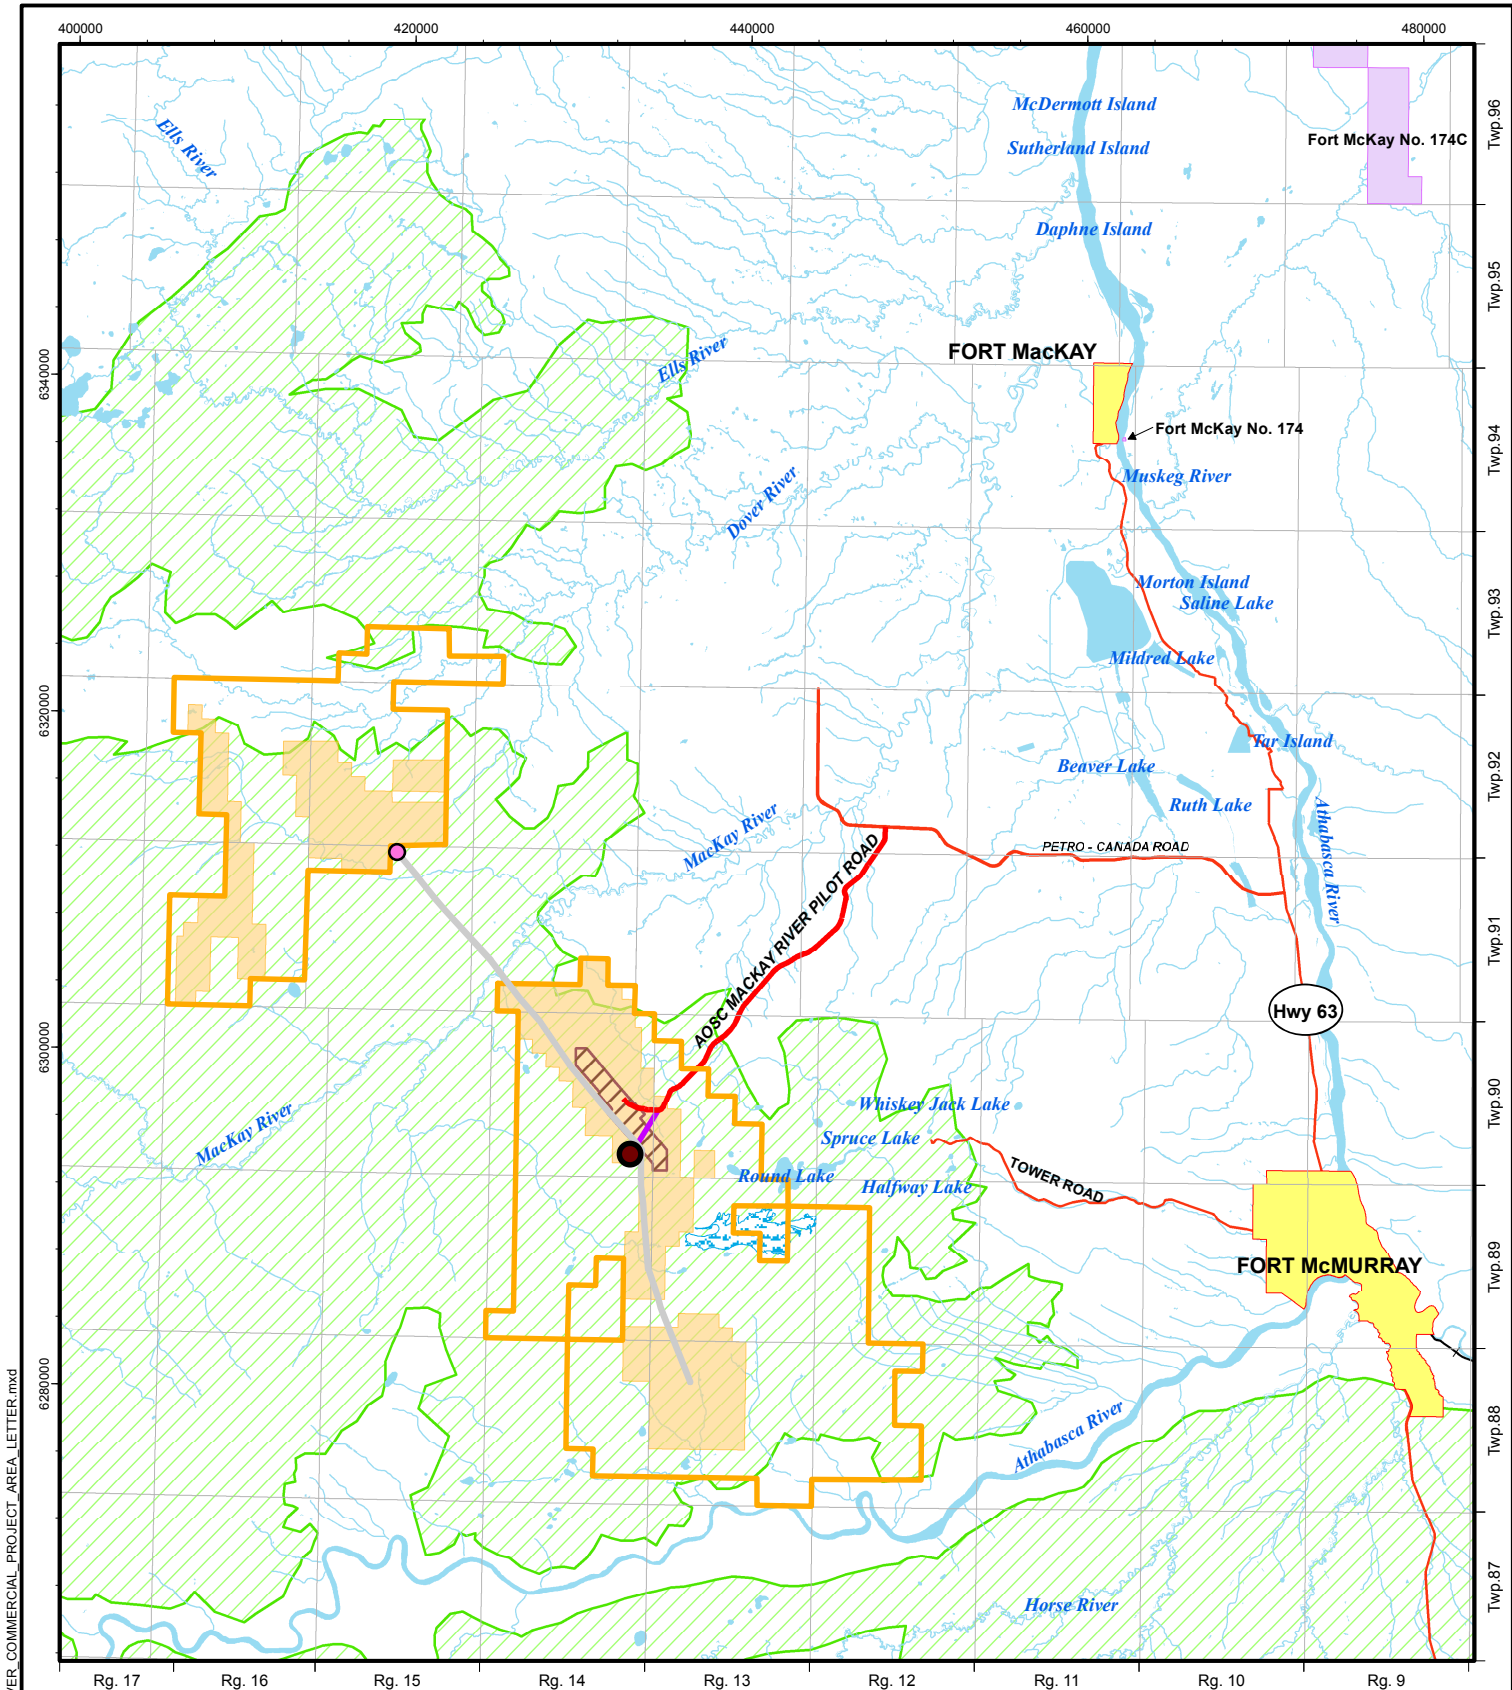 400000
420000
440000
460000
480000
McDermott Island
Twp.96
Ells River
Fort McKay No. 174C
Sutherland Island
Daphne Island
Twp.95
FORT MacKAY
Ells River
6340000
Fort McKay No. 174
Twp.94
Muskeg River
Dover River
Morton Island
Saline Lake
Twp.93
Mildred Lake
6320000
Tar Island
Beaver Lake
Twp.92
Ruth Lake
MacKay River
PETRO - CANADA ROAD
Athabasca River
AOSC MACKAY RIVER PILOT ROAD
Twp.91
Hwy 63
6300000
Whiskey Jack Lake
Twp.90
MacKay River
Spruce Lake
Round Lake
Halfway Lake
TOWER ROAD
FORT McMURRAY
Twp.89
6280000
Athabasca River
Twp.88
Horse River
Twp.87
VER_COMMERCIAL_PROJECT_AREA_LETTER.mxd
Rg. 17
Rg. 16
Rg. 15
Rg. 14
Rg. 13
Rg. 12
Rg. 11
Rg. 10
Rg. 9